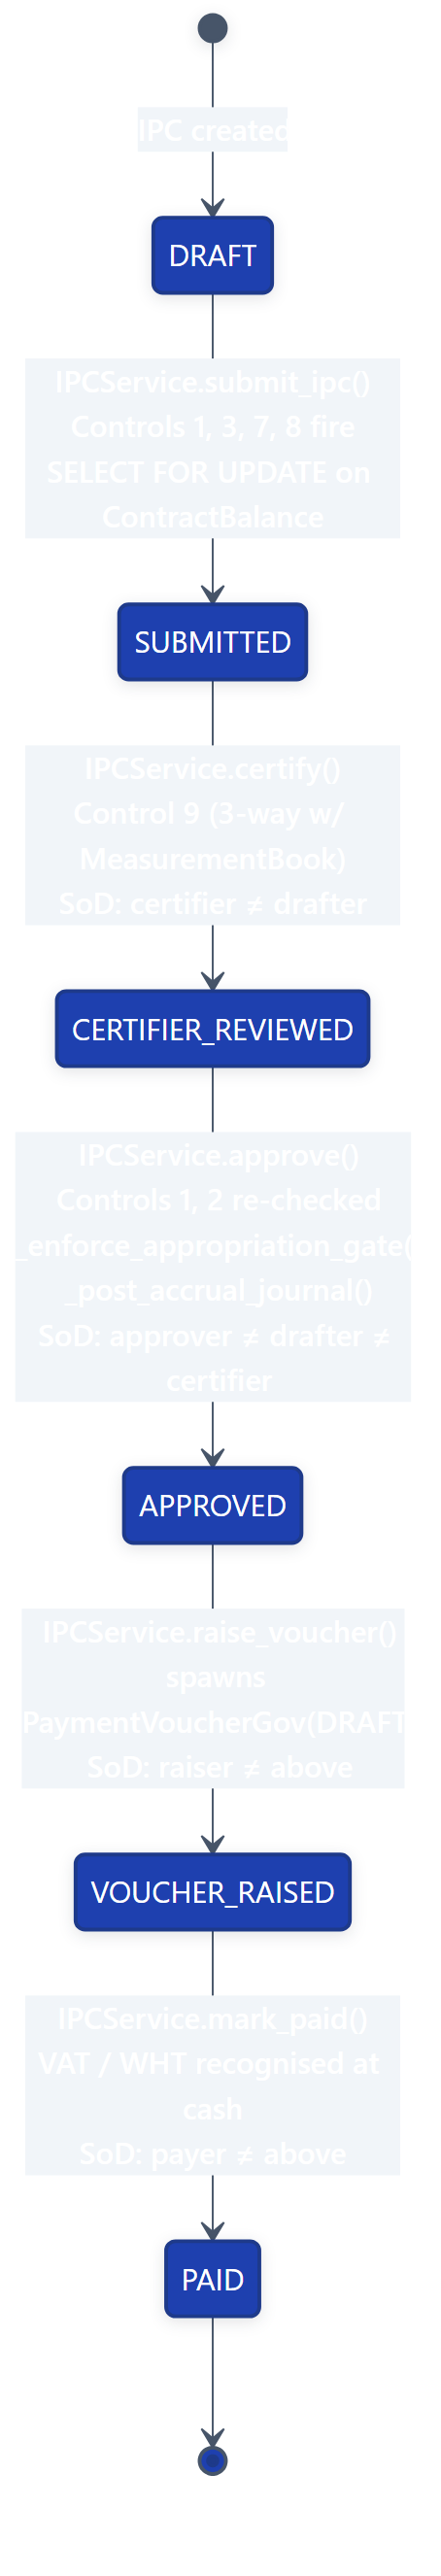 IPC created
DRAFT
IPCService.submit_ipc()
Controls 1, 3, 7, 8 fire
SELECT FOR UPDATE on
ContractBalance
SUBMITTED
IPCService.certify()
Control 9 (3-way w/
MeasurementBook)
SoD: certifier ≠ drafter
CERTIFIER_REVIEWED
IPCService.approve()
Controls 1, 2 re-checked
_enforce_appropriation_gate(
_post_accrual_journal()
SoD: approver ≠ drafter ≠
certifier
APPROVED
IPCService.raise_voucher()
spawns
PaymentVoucherGov(DRAFT
SoD: raiser ≠ above
VOUCHER_RAISED
IPCService.mark_paid()
VAT / WHT recognised at
cash
SoD: payer ≠ above
PAID